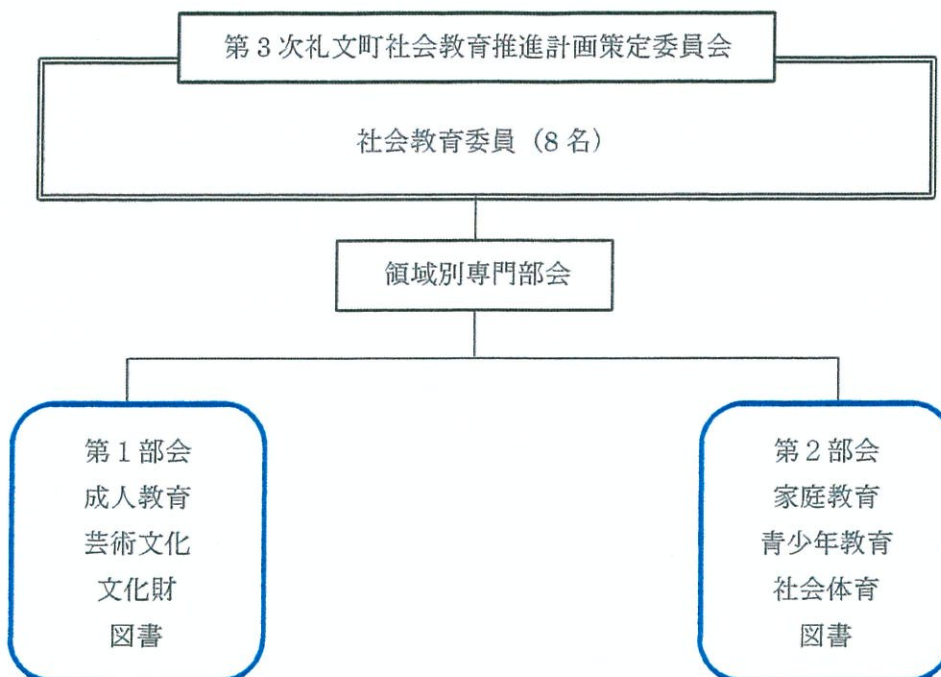 第3次礼文町社会教育推進計画策定委員会
社会教育委員（8名）
領域別専門部会
第1部会
成人教育
芸術文化
文化財
図書
第2部会
家庭教育
青少年教育
社会体育
図書